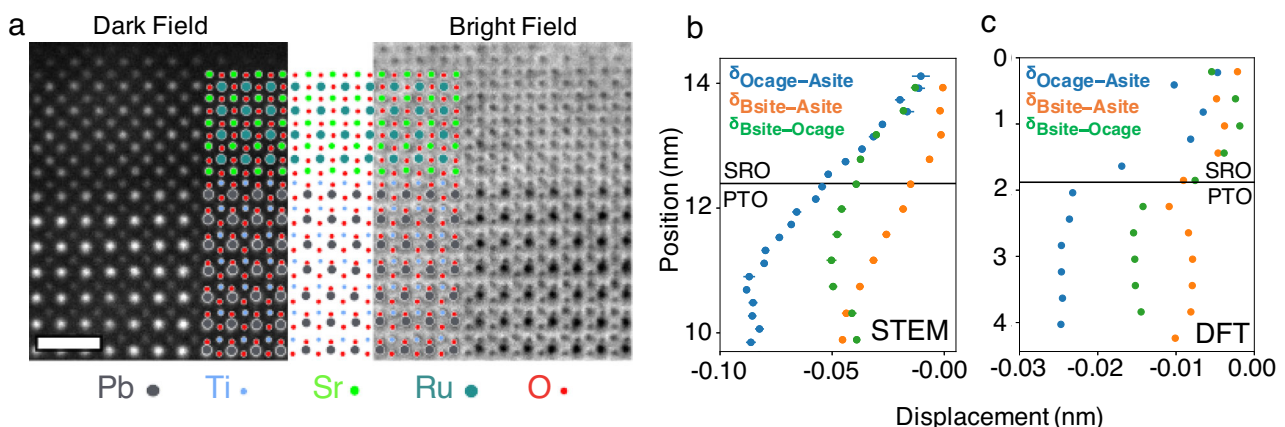 a
Dark Field
Bright Field
Pb
Ti
Sr
Ru
O
b
δOcage–Asite
δBsite–Asite
δBsite–Ocage
SRO
PTO
STEM
Position (nm)
14
12
10
-0.10
-0.05
-0.00
c
δOcage–Asite
δBsite–Asite
δBsite–Ocage
SRO
PTO
DFT
0
1
2
3
4
-0.03
-0.02
-0.01
0.00
Displacement (nm)